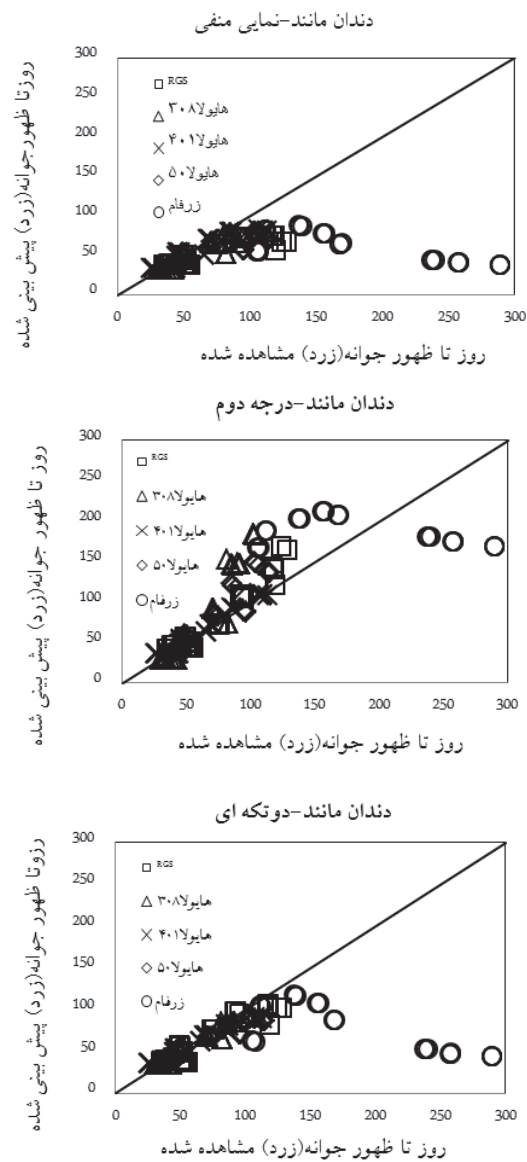 دندان مانند-نمایی منفی
روز تا ظهور جوانه(زرد) پیش بینی شده
300
250
200
150
100
50
0
RGS
هایولا۳۰۸
هایولا۴۰۱
هایولا۵۰
زرفام
0 50 100 150 200 250 300
روز تا ظهور جوانه(زرد) مشاهده شده
دندان مانند-درجه دوم
روز تا ظهور جوانه(زرد) پیش بینی شده
300
250
200
150
100
50
0
RGS
هایولا۳۰۸
هایولا۴۰۱
هایولا۵۰
زرفام
0 50 100 150 200 250 300
روز تا ظهور جوانه(زرد) مشاهده شده
دندان مانند-دوتکه ای
رزوتا ظهور جوانه(زرد) پیش بینی شده
300
250
200
150
100
50
0
RGS
هایولا۳۰۸
هایولا۴۰۱
هایولا۵۰
زرفام
0 50 100 150 200 250 300
روز تا ظهور جوانه(زرد) مشاهده شده